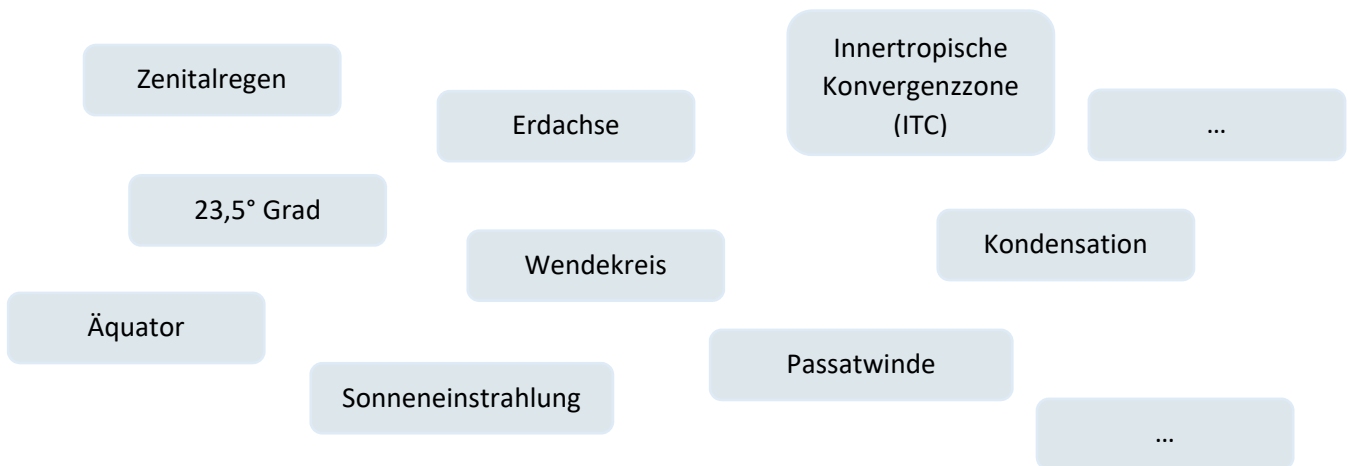 Zenitalregen
Erdachse
Innertropische
Konvergenzzone
(ITC)
...
23,5° Grad
Wendekreis
Kondensation
Äquator
Sonneneinstrahlung
Passatwinde
...